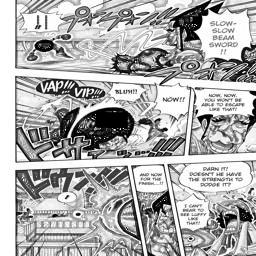 !!
SLOW-
SLOW
BEAM
SWORD
!!
VAP!!!
VIP!!!
BLUPH!!!
NOW!!
NOW, NOW,
YOU WON'T BE
ABLE TO ESCAPE
LIKE THAT!
AND NOW
FOR THE
FINISH....!!
DARN IT!
DOESN'T HE HAVE
THE STRENGTH TO
DODGE IT?
I CAN'T
BEAR TO
SEE LUFFY
LIKE
THAT!!